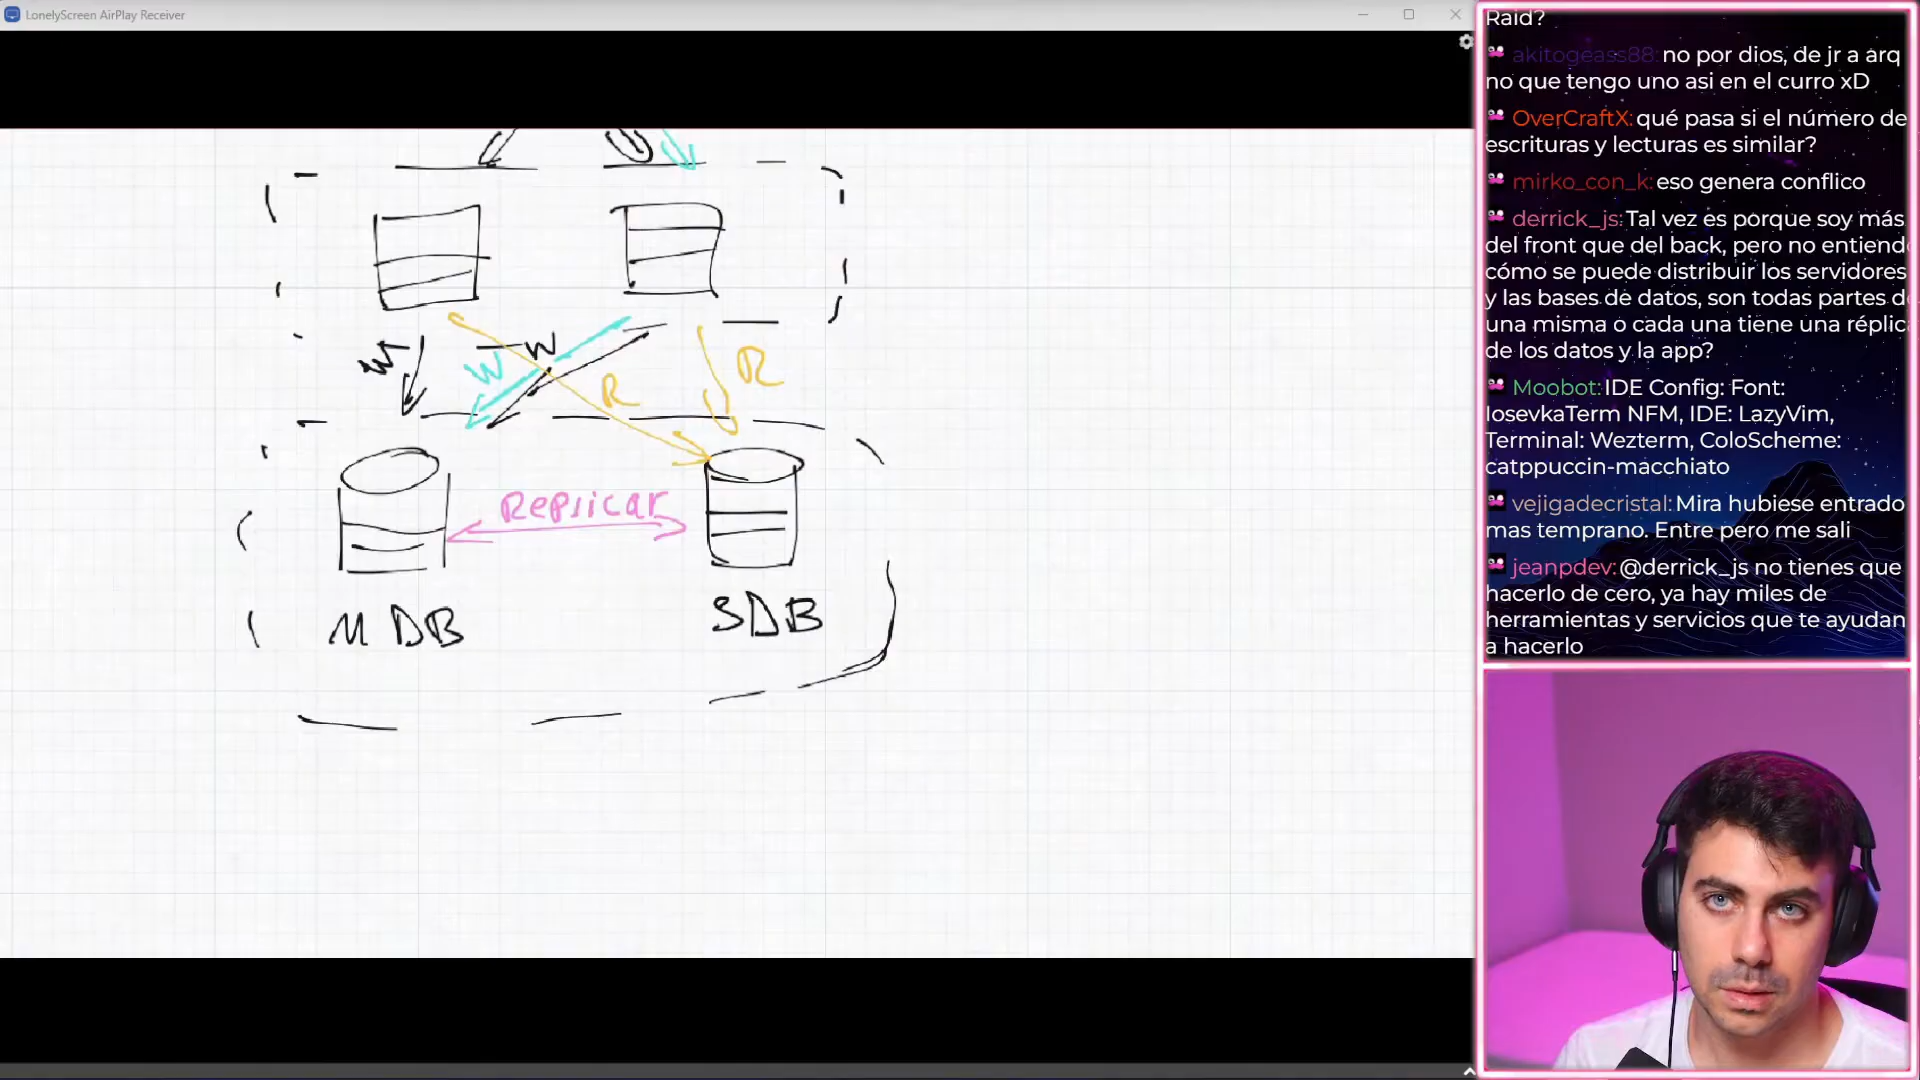 LonelyScreen AirPlay Receiver
W
W
W
R
R
Replicar
MDB
SDB
Raid?
akitogeass88: no por dios, de jr a arq
no que tengo uno asi en el curro xD
OverCraftX: qué pasa si el número de
escrituras y lecturas es similar?
mirko_con_k: eso genera conflico
derrick_js: Tal vez es porque soy más
del front que del back, pero no entiendo
cómo se puede distribuir los servidores
y las bases de datos, son todas partes de
una misma o cada una tiene una réplica
de los datos y la app?
Moobot: IDE Config: Font:
IosevkaTerm NFM, IDE: LazyVim,
Terminal: Wezterm, ColoScheme:
catppuccin-macchiato
vejigadecristal: Mira hubiese entrado
mas temprano. Entre pero me sali
jeanpdev: @derrick_js no tienes que
hacerlo de cero, ya hay miles de
herramientas y servicios que te ayudan
a hacerlo